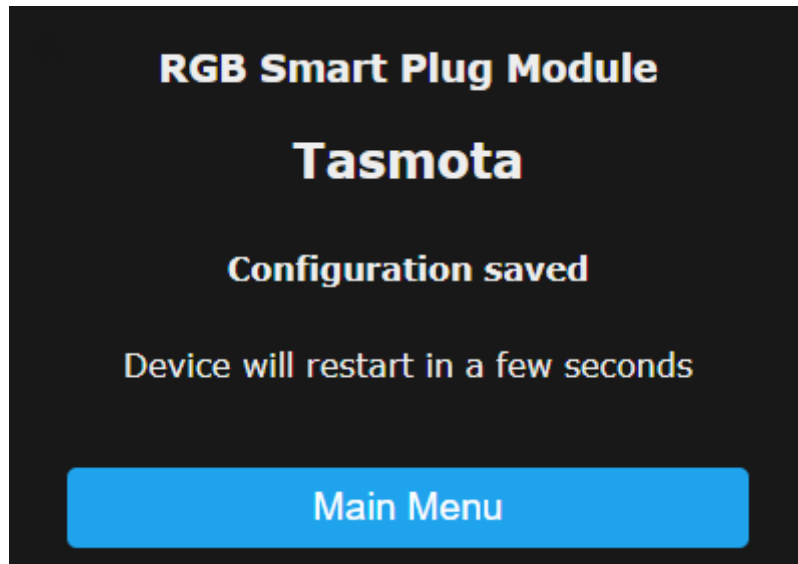 RGB Smart Plug Module
Tasmota
Configuration saved
Device will restart in a few seconds
Main Menu